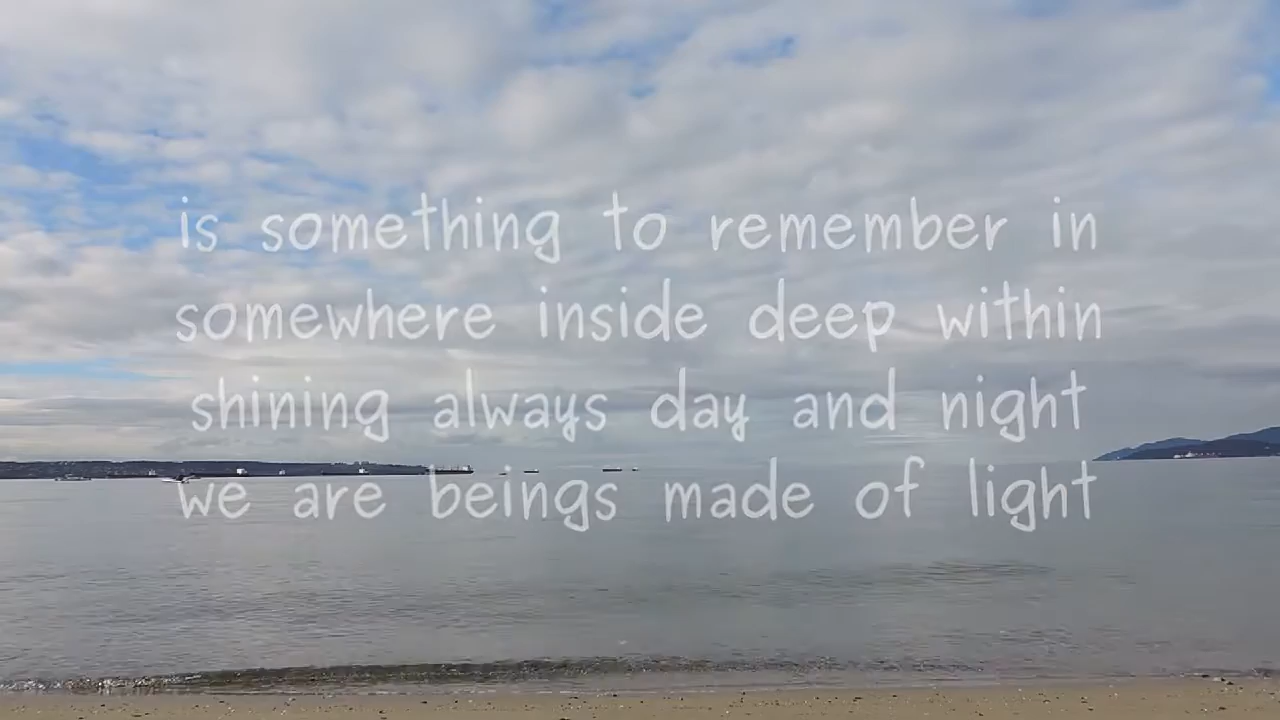 is something to remember in
somewhere inside deep within
shining always day and night
we are beings made of light